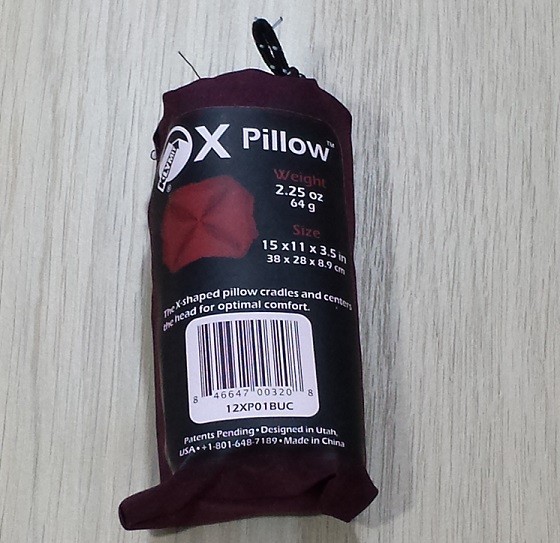 KLYMIT®
X Pillow™
Weight
2.25 oz
64 g
Size
15 x11 x 3.5 in
38 x 28 x 8.9 cm
The X-shaped pillow cradles and centers
the head for optimal comfort.
8 46647 00320 8
12XP01BUC
Patents Pending • Designed in Utah,
USA • +1-801-648-7189 • Made in China